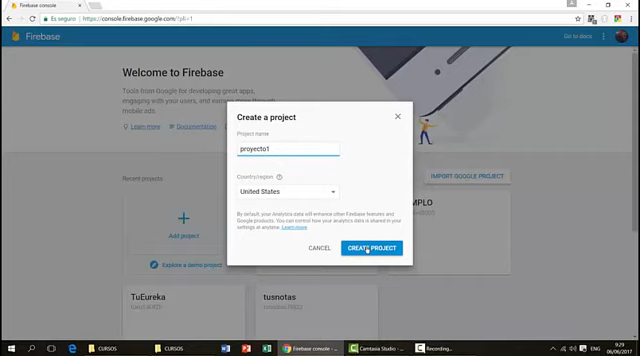 Firebase console
Es seguro
https://console.firebase.google.com/?pli=1
Firebase
Go to docs
Welcome to Firebase
Tools from Google for developing great apps,
engaging with your users, and
mobile ads.
Learn more
Documentation
Create a project
Project name
proyecto1
Country/region
United States
By default, your Analytics data will enhance other Firebase features and
Google products. You can control how your analytics data is shared in your
settings at anytime. Learn more
CANCEL
CREATE PROJECT
Recent projects
IMPORT GOOGLE PROJECT
Add project
Explore a demo project
MPLO
TuEureka
tusnotas
CURSOS
CURSOS
Firebase console -...
Camtasia Studio -...
Recording...
9:29
06/06/2017